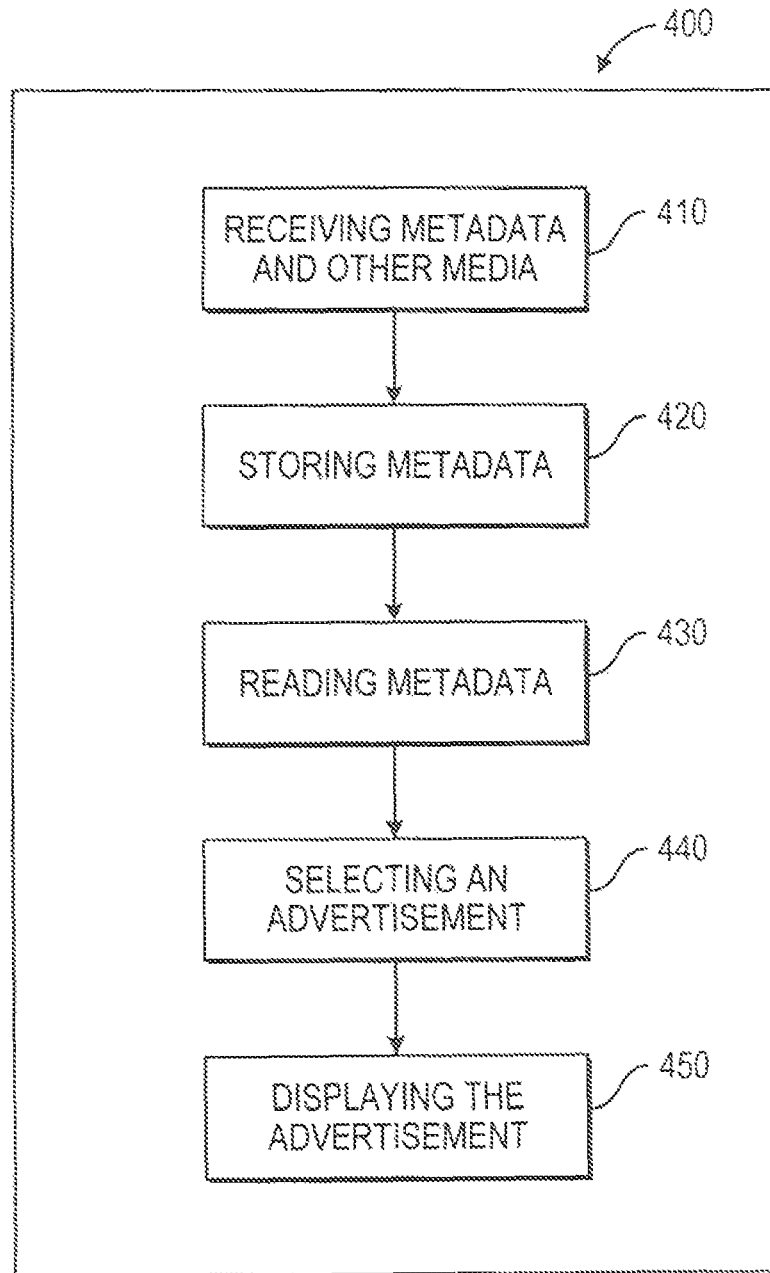 400
RECEIVING METADATA
AND OTHER MEDIA
410
STORING METADATA
420
READING METADATA
430
SELECTING AN
ADVERTISEMENT
440
DISPLAYING THE
ADVERTISEMENT
450